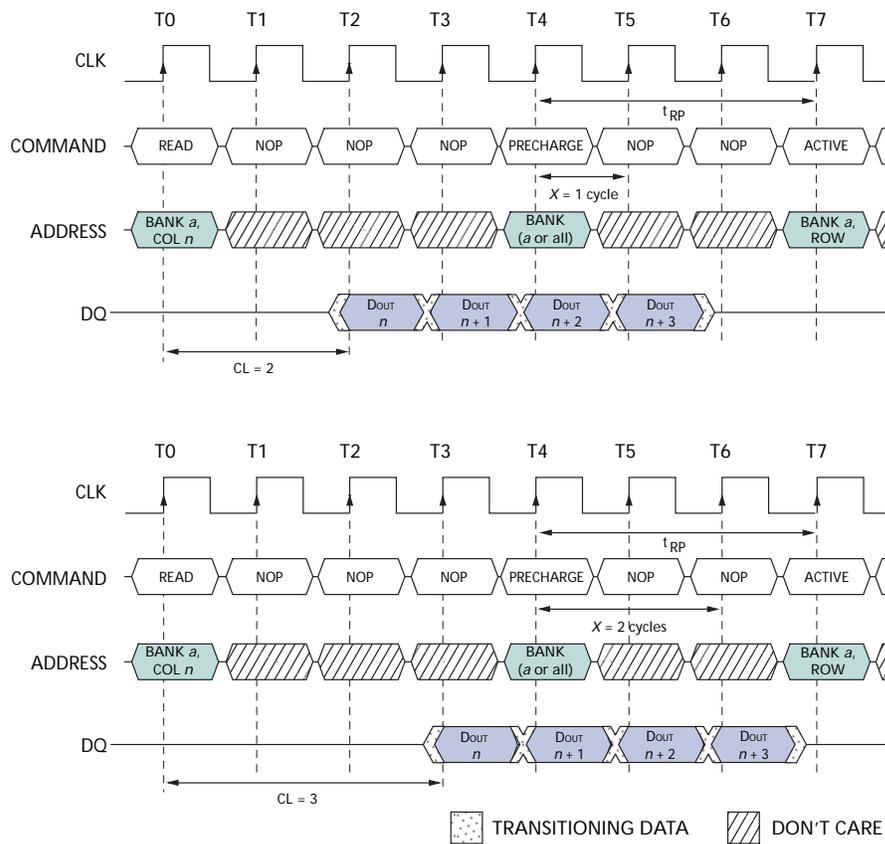 T0 T1 T2 T3 T4 T5 T6 T7
CLK
tRP
COMMAND READ NOP NOP NOP PRECHARGE NOP NOP ACTIVE
X = 1 cycle
ADDRESS
BANK a,
COL n
BANK
(a or all)
BANK a,
ROW
DQ
DOUT
n
DOUT
n + 1
DOUT
n + 2
DOUT
n + 3
CL = 2
T0 T1 T2 T3 T4 T5 T6 T7
CLK
tRP
COMMAND READ NOP NOP NOP PRECHARGE NOP NOP ACTIVE
X = 2 cycles
ADDRESS
BANK a,
COL n
BANK
(a or all)
BANK a,
ROW
DQ
DOUT
n
DOUT
n + 1
DOUT
n + 2
DOUT
n + 3
CL = 3
TRANSITIONING DATA DON'T CARE